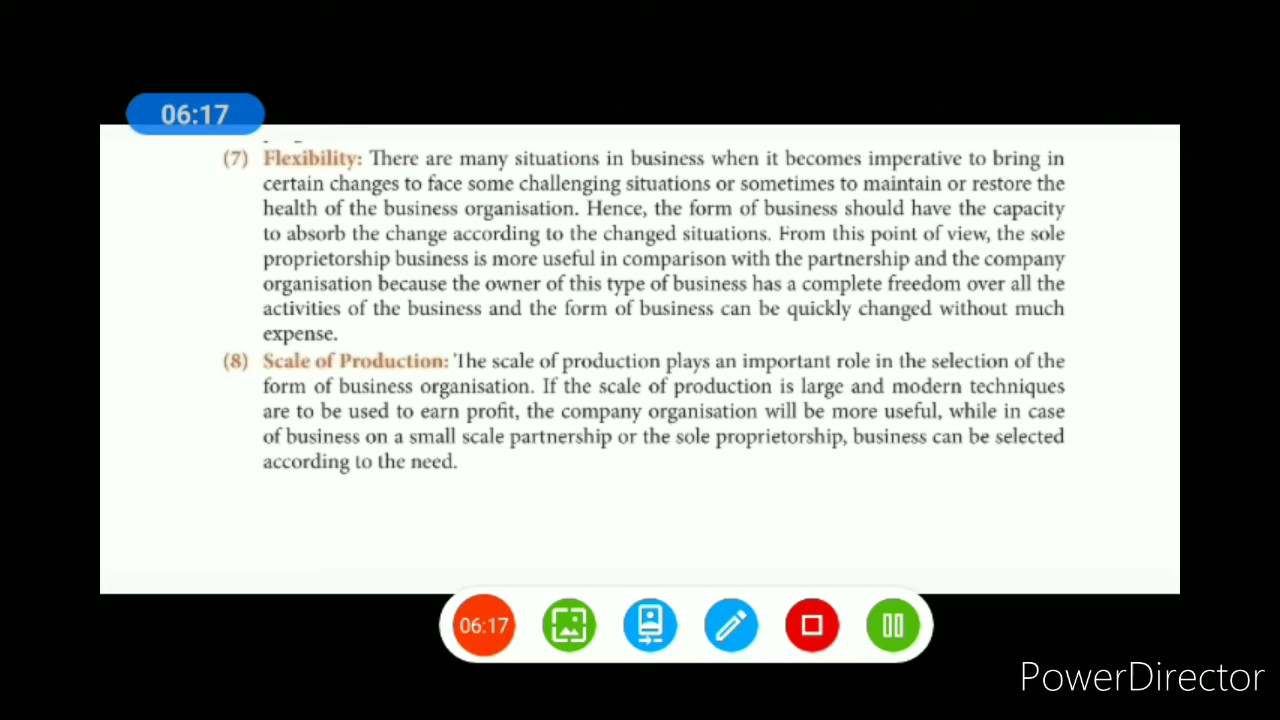 06:17
(7) Flexibility: There are many situations in business when it becomes imperative to bring in
certain changes to face some challenging situations or sometimes to maintain or restore the
health of the business organisation. Hence, the form of business should have the capacity
to absorb the change according to the changed situations. From this point of view, the sole
proprietorship business is more useful in comparison with the partnership and the company
organisation because the owner of this type of business has a complete freedom over all the
activities of the business and the form of business can be quickly changed without much
expense.
(8) Scale of Production: The scale of production plays an important role in the selection of the
form of business organisation. If the scale of production is large and modern techniques
are to be used to earn profit, the company organisation will be more useful, while in case
of business on a small scale partnership or the sole proprietorship, business can be selected
according to the need.
06:17
PowerDirector